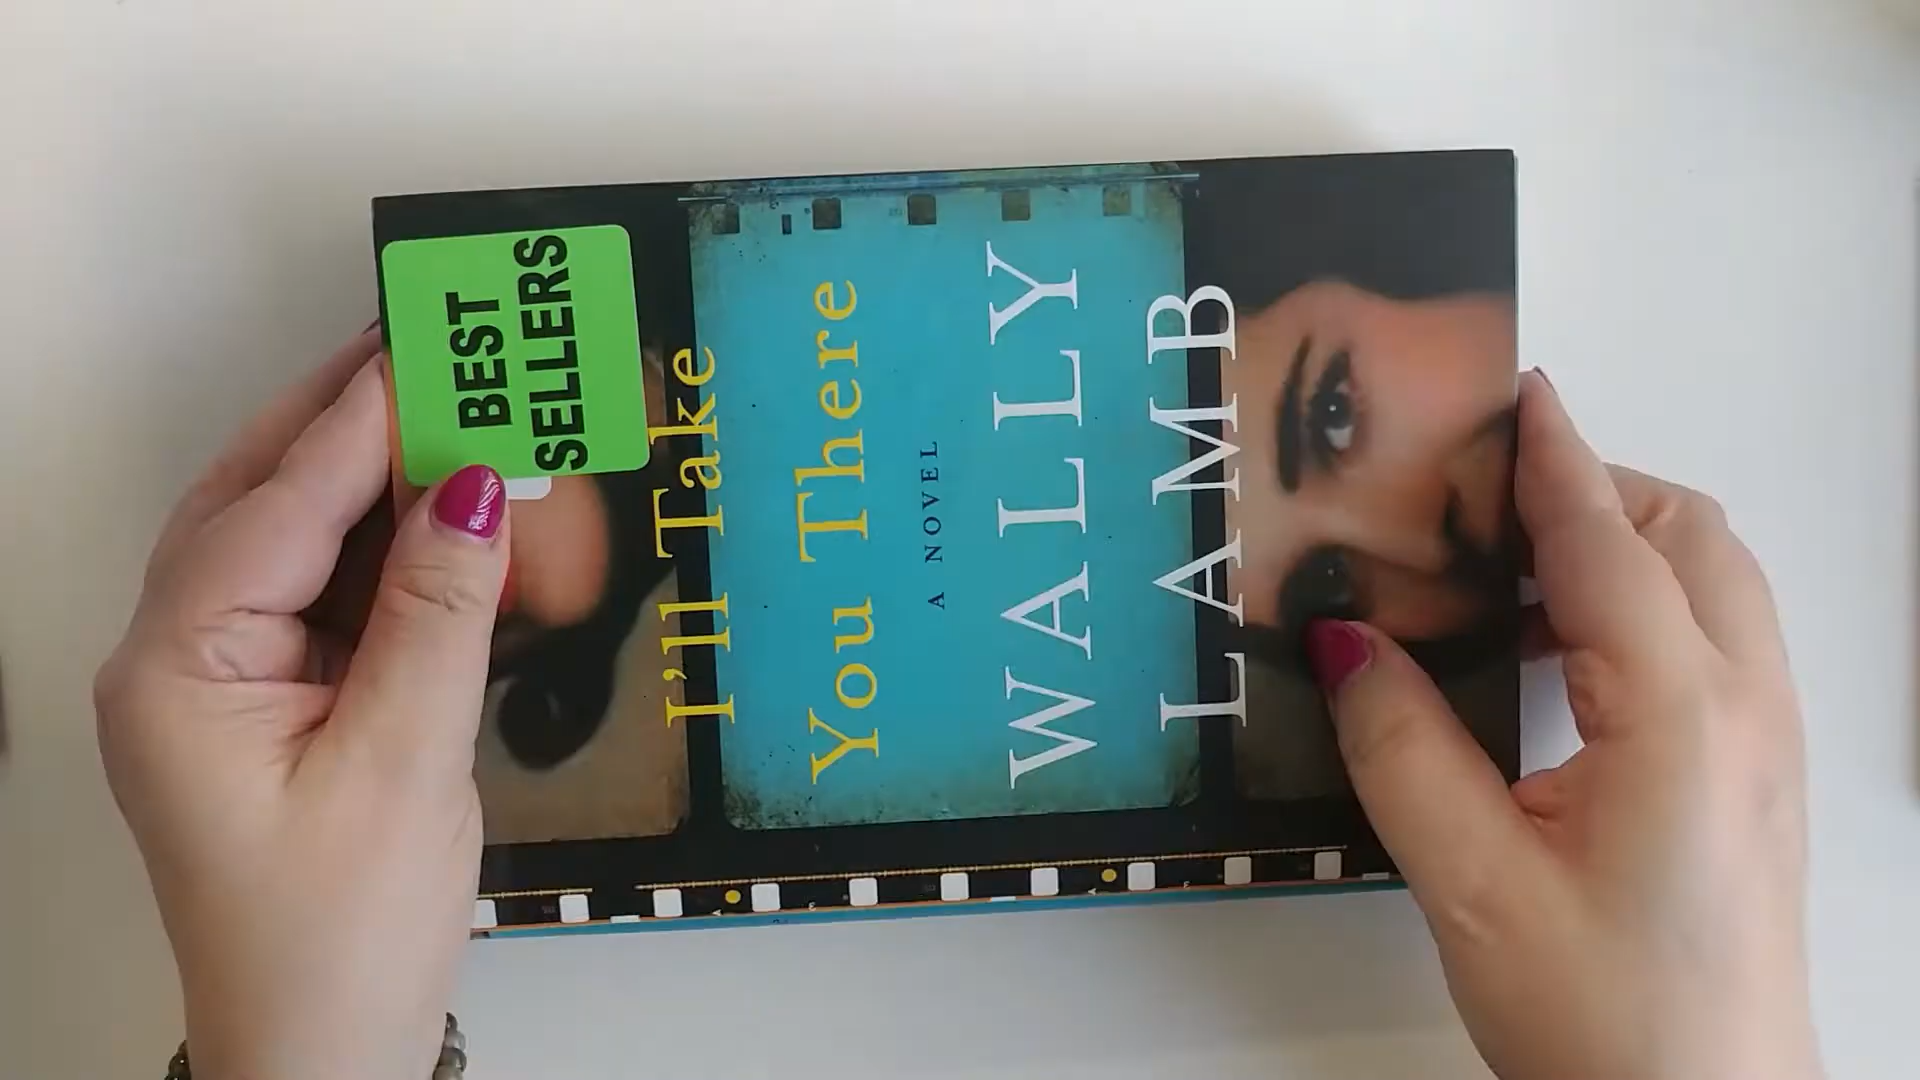 BEST
SELLERS
I'll Take
You There
A NOVEL
WALLY
LAMB